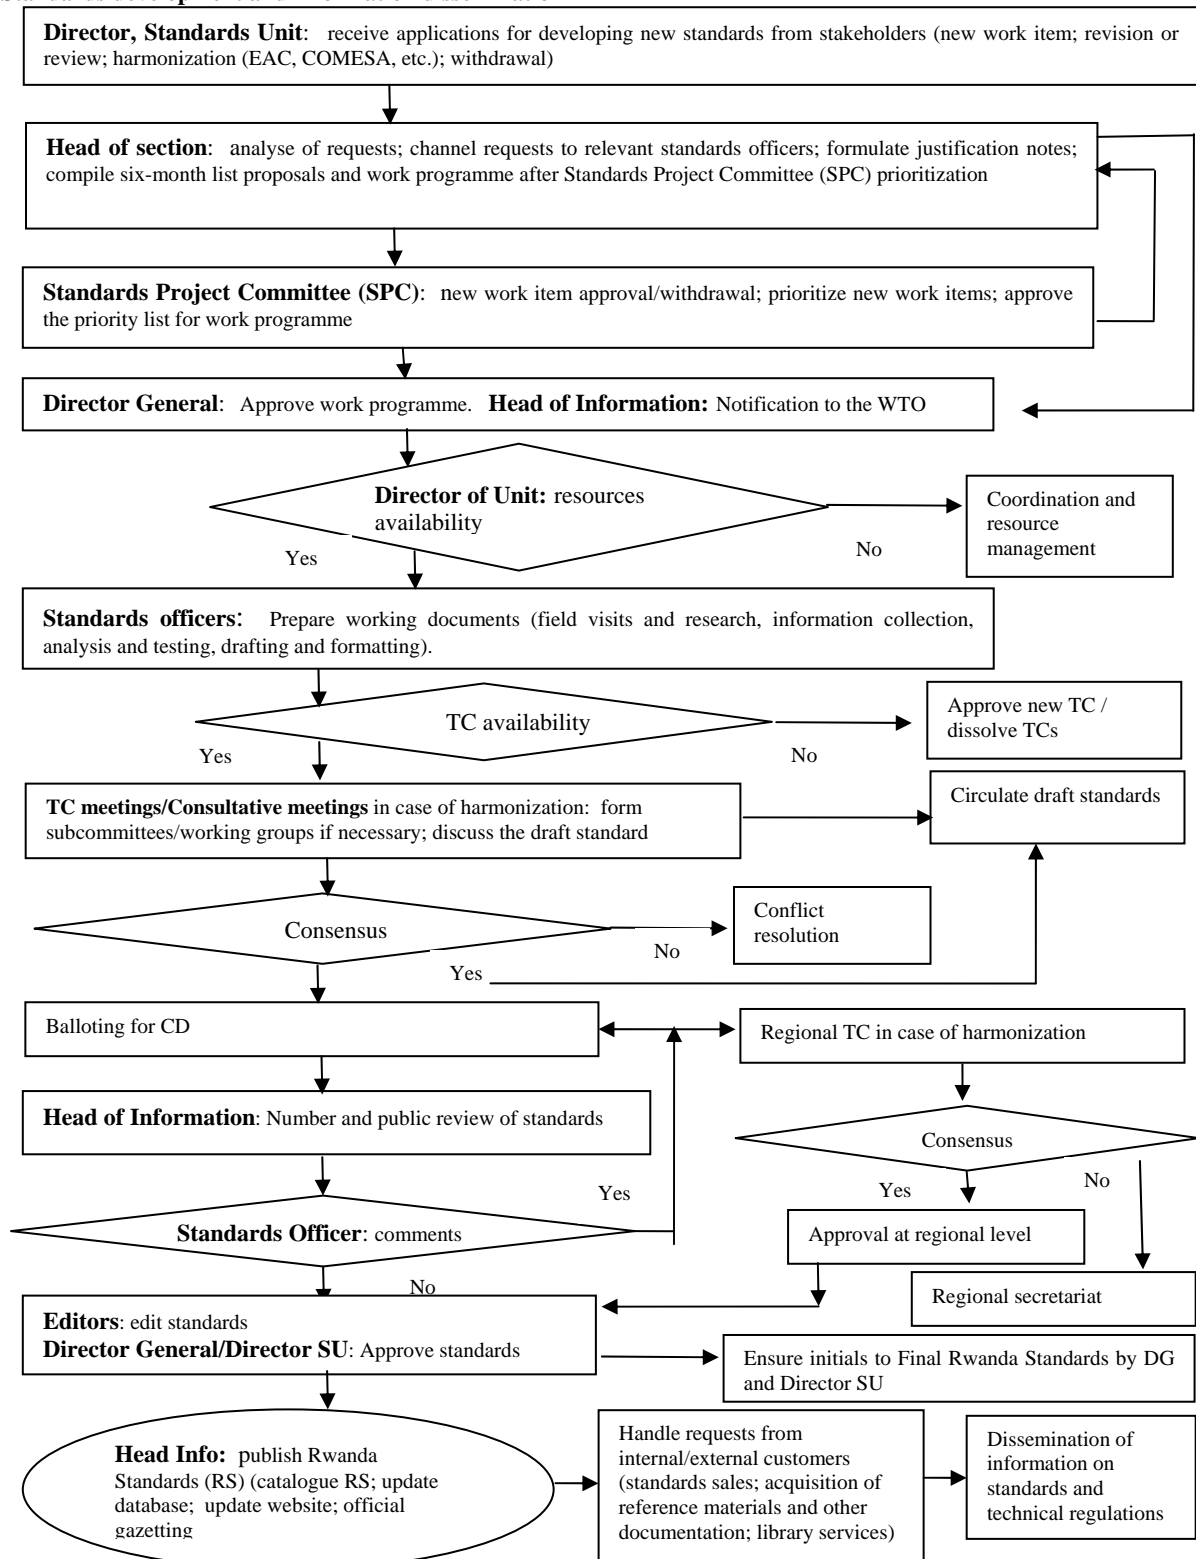 Standards development and information dissemination
Director, Standards Unit: receive applications for developing new standards from stakeholders (new work item; revision or
review; harmonization (EAC, COMESA, etc.); withdrawal)
Head of section: analyse of requests; channel requests to relevant standards officers; formulate justification notes;
compile six-month list proposals and work programme after Standards Project Committee (SPC) prioritization
Standards Project Committee (SPC): new work item approval/withdrawal; prioritize new work items; approve
the priority list for work programme
Director General: Approve work programme. Head of Information: Notification to the WTO
Director of Unit: resources
availability
Yes
No
Coordination and
resource
management
Standards officers: Prepare working documents (field visits and research, information collection,
analysis and testing, drafting and formatting).
TC availability
Yes
No
Approve new TC /
dissolve TCs
TC meetings/Consultative meetings in case of harmonization: form
subcommittees/working groups if necessary; discuss the draft standard
Circulate draft standards
Consensus
No
Yes
Conflict
resolution
Balloting for CD
Regional TC in case of harmonization
Head of Information: Number and public review of standards
Consensus
Yes
No
Standards Officer: comments
Yes
No
Approval at regional level
Regional secretariat
Editors: edit standards
Director General/Director SU: Approve standards
Ensure initials to Final Rwanda Standards by DG
and Director SU
Head Info: publish Rwanda
Standards (RS) (catalogue RS; update
database; update website; official
gazetting
Handle requests from
internal/external customers
(standards sales; acquisition of
reference materials and other
documentation; library services)
Dissemination of
information on
standards and
technical regulations